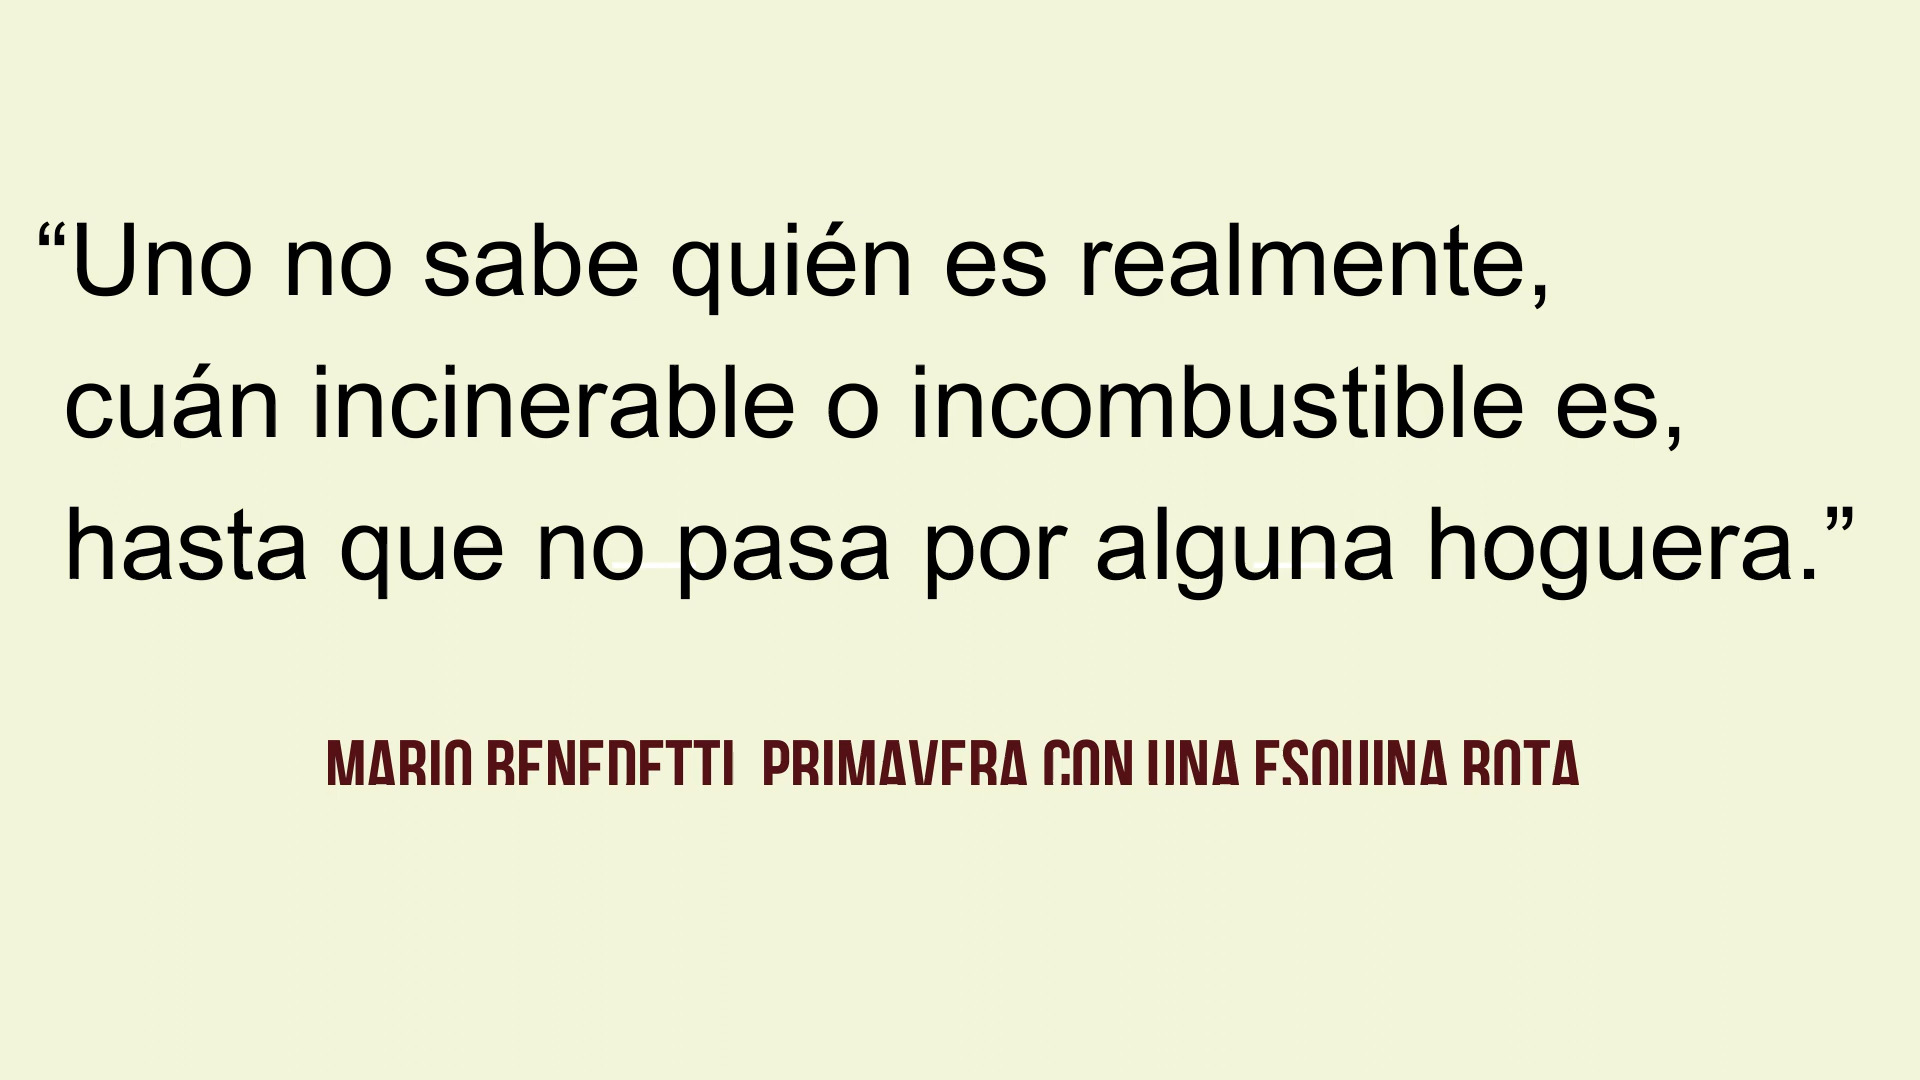 “Uno no sabe quién es realmente,
cuán incinerable o incombustible es,
hasta que no pasa por alguna hoguera.”
MARIO BENEDETTI  PRIMAVERA CON UNA ESQUINA ROTA